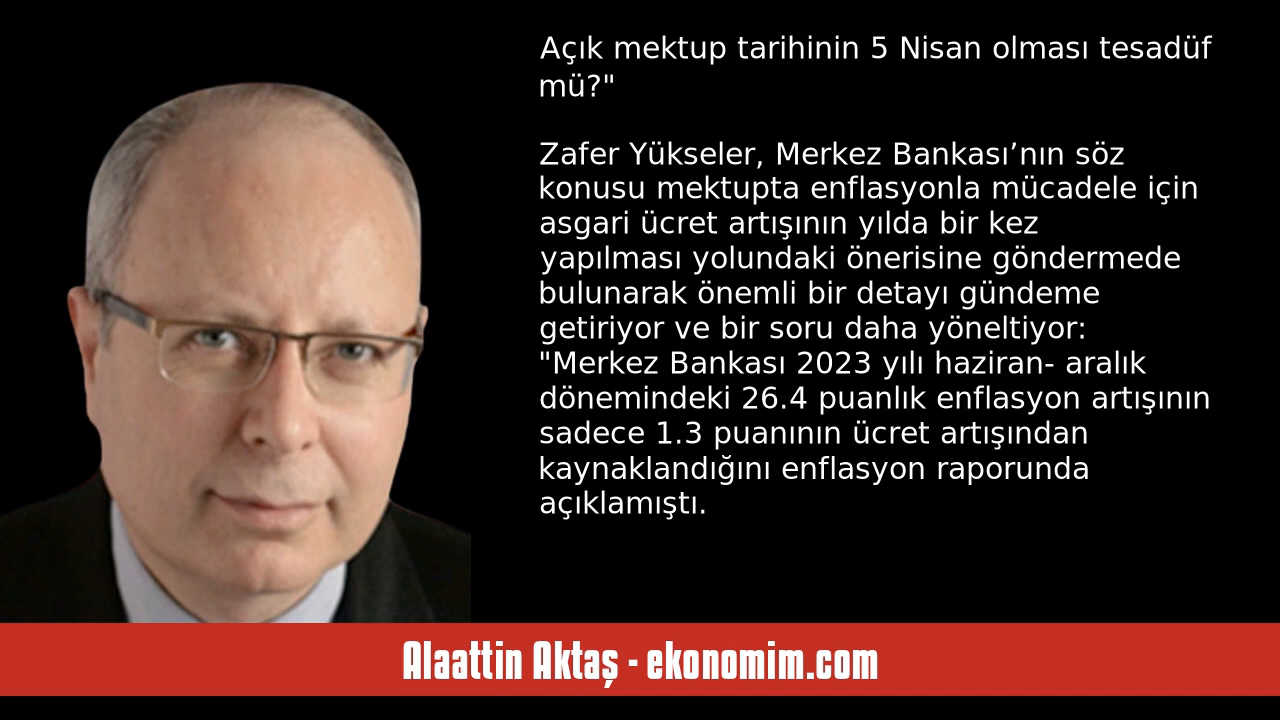 Açık mektup tarihinin 5 Nisan olması tesadüf
mü?"
Zafer Yükseler, Merkez Bankası’nın söz
konusu mektupta enflasyonla mücadele için
asgari ücret artışının yılda bir kez
yapılması yolundaki önerisine göndermede
bulunarak önemli bir detayı gündeme
getiriyor ve bir soru daha yöneltiyor:
"Merkez Bankası 2023 yılı haziran- aralık
dönemindeki 26.4 puanlık enflasyon artışının
sadece 1.3 puanının ücret artışından
kaynaklandığını enflasyon raporunda
açıklamıştı.
Alaattin Aktaş - ekonomim.com